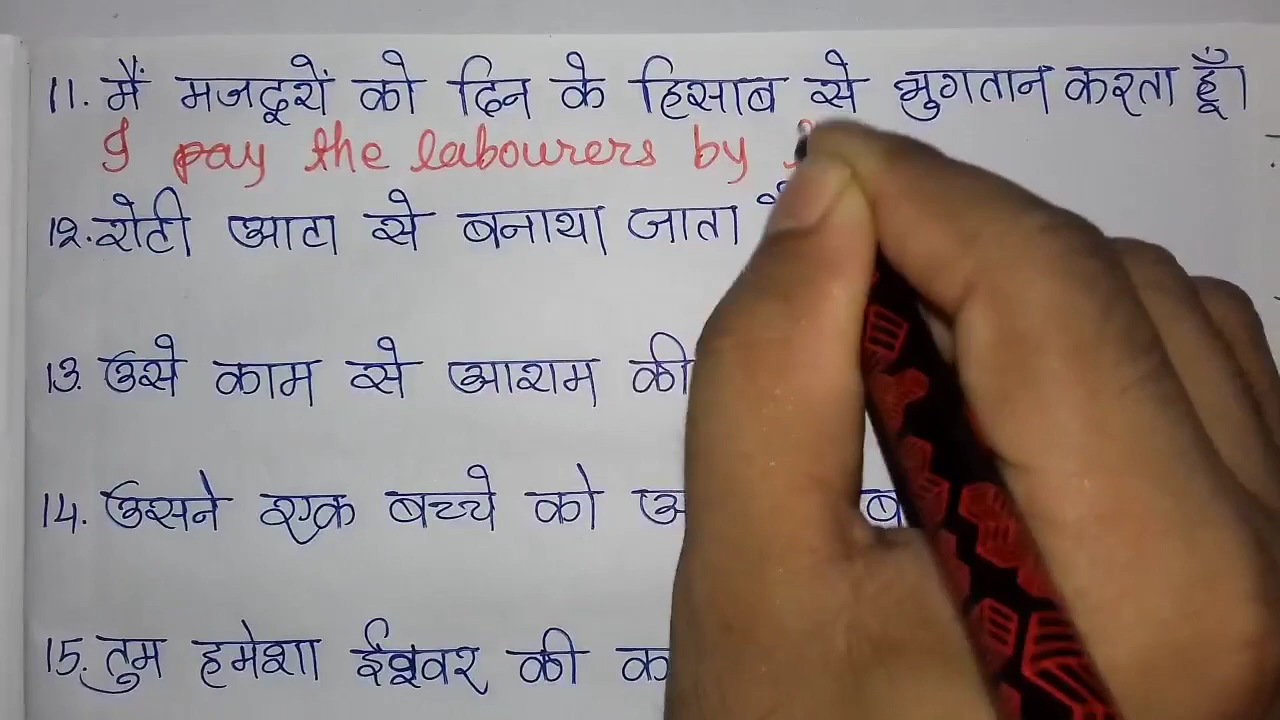 11. मैं मजदूरों को दिन के हिसाब से भुगतान करता हूँ।
I pay the labourers by
12. रोटी आटा से बनाया जाता
13. उसे काम से आराम की
14. उसने एक बच्चे को
15. तुम हमेशा ईश्वर की